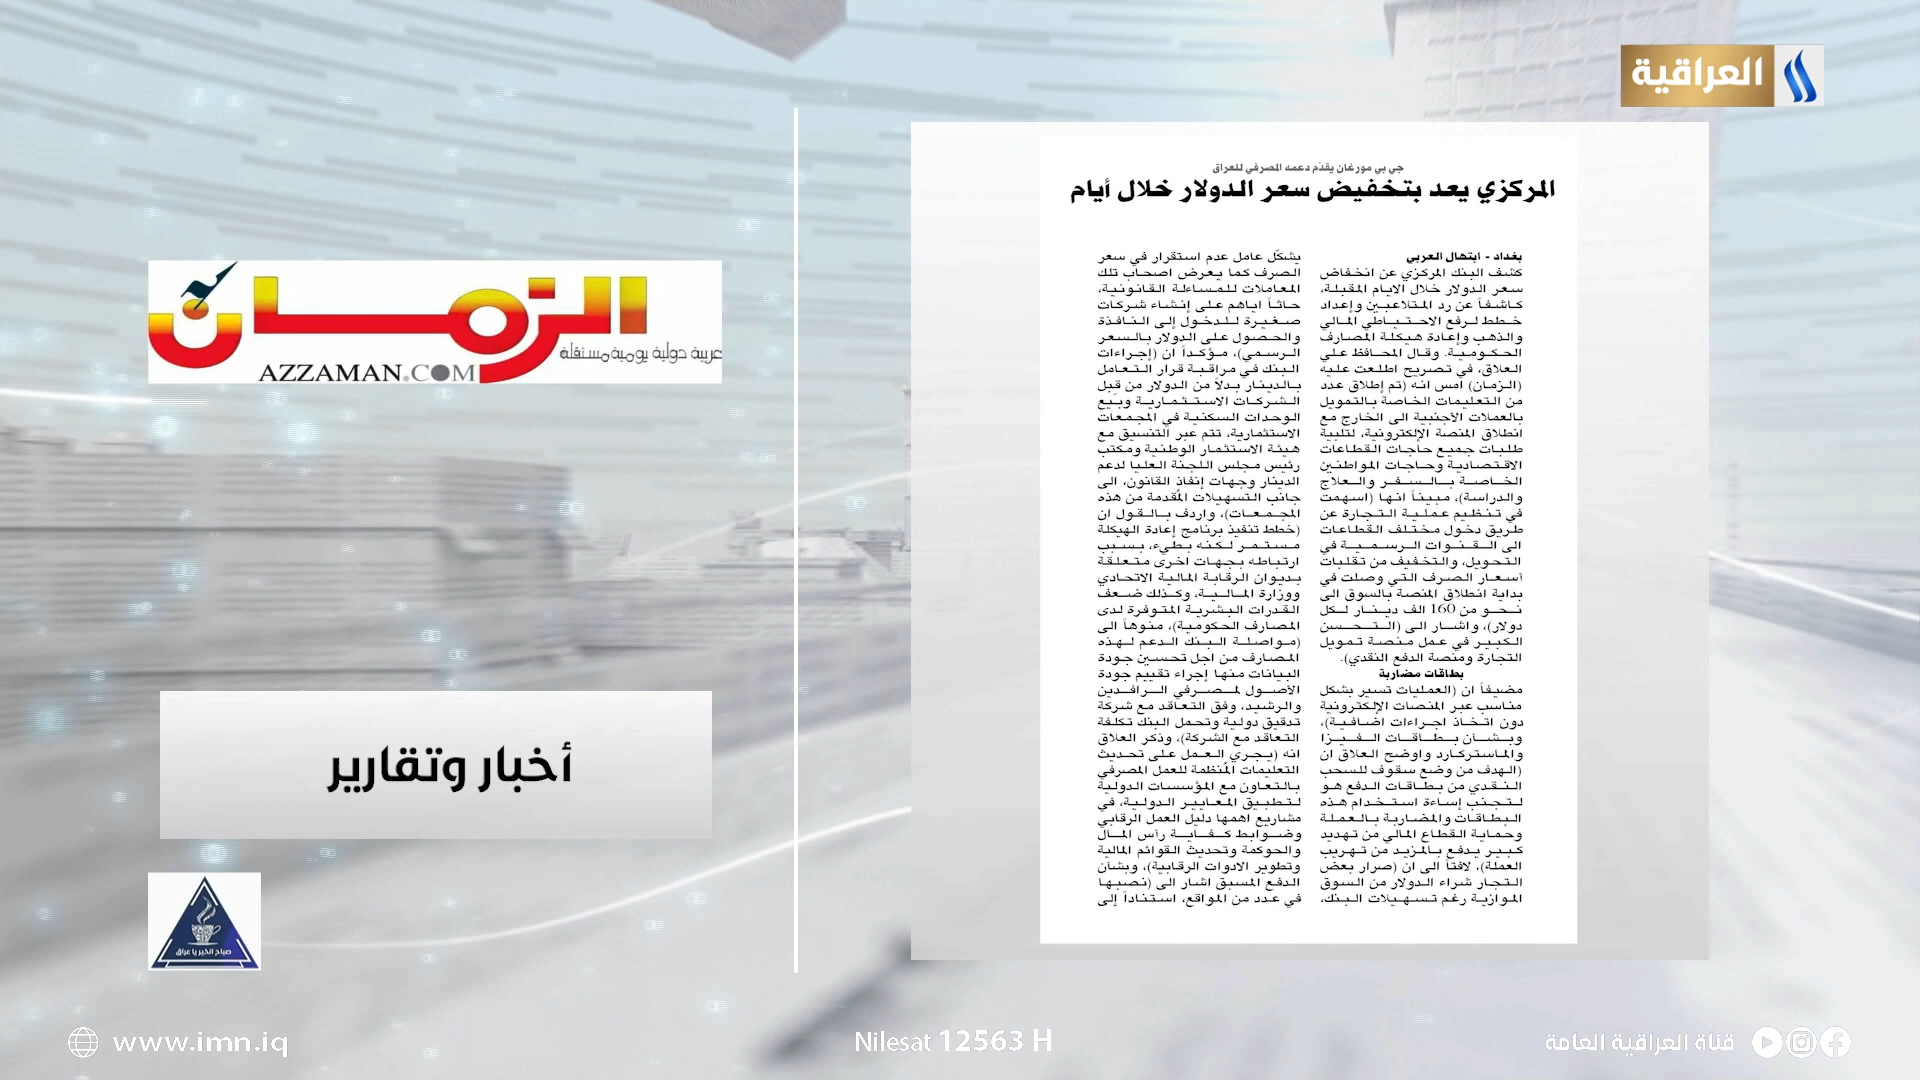 العراقية
الزمان
عربية دولية يومية مستقلة
AZZAMAN.COM
أخبار وتقارير
صباح الخير يا عراق
جي بي مورغان يقدّم دعمه المصرفي للعراق
المركزي يعد بتخفيض سعر الدولار خلال أيام
بغداد - ابتهال العربي
كشف البنك المركزي عن انخفاض
سعر الدولار خلال الايام المقبلة،
كاشفاً عن رد المتلاعبين وإعداد
خطط لرفع الاحتياطي المالي
والذهب وإعادة هيكلة المصارف
الحكومية. وقال المحافظ علي
العلاق، في تصريح اطلعت عليه
(الزمان) امس انه (تم إطلاق عدد
من التعليمات الخاصة بالتمويل
بالعملات الأجنبية الى الخارج مع
انطلاق المنصة الإلكترونية، لتلبية
طلبات جميع حاجات القطاعات
الاقتصادية وحاجات المواطنين
الخاصة بالسفر والعلاج
والدراسة)، مبيناً انها (اسهمت
في تنظيم عملية التجارة عن
طريق دخول مختلف القطاعات
الى القنوات الرسمية في
التحويل، والتخفيف من تقلبات
أسعار الصرف التي وصلت في
بداية انطلاق المنصة بالسوق الى
نحو من 160 الف دينار لكل
دولار)، واشار الى (التحسن
الكبير في عمل منصة تمويل
التجارة ومنصة الدفع النقدي).
بطاقات مضاربة
مضيفاً ان (العمليات تسير بشكل
مناسب عبر المنصات الإلكترونية
دون اتخاذ اجراءات اضافية)،
وبشأن بطاقات الفيزا
والماستركارد واوضح العلاق ان
(الهدف من وضع سقوف للسحب
النقدي من بطاقات الدفع هو
لتجنب إساءة استخدام هذه
البطاقات والمضاربة بالعملة
وحماية القطاع المالي من تهديد
كبير يدفع بالمزيد من تهريب
العملة)، لافتاً الى ان (صرار بعض
التجار شراء الدولار من السوق
الموازية رغم تسهيلات البنك،
يشكّل عامل عدم استقرار في سعر
الصرف كما يعرض اصحاب تلك
المعاملات للمساءلة القانونية،
حاثاً اياهم على إنشاء شركات
صغيرة للدخول إلى النافذة
والحصول على الدولار بالسعر
الرسمي)، مؤكداً ان (إجراءات
البنك في مراقبة قرار التعامل
بالدينار بدلاً من الدولار من قبل
الشركات الاستثمارية وبيع
الوحدات السكنية في المجمعات
الاستثمارية، تتم عبر التنسيق مع
هيئة الاستثمار الوطنية ومكتب
رئيس مجلس اللجنة العليا لدعم
الدينار وجهات إنفاذ القانون، الى
جانب التسهيلات المُقدمة من هذه
المجمعات)، واردف بالقول ان
(خطط تنفيذ برنامج إعادة الهيكلة
مستمر لكنه بطيء، بسبب
ارتباطه بجهات اخرى متعلقة
بديوان الرقابة المالية الاتحادي
ووزارة المالية، وكذلك ضعف
القدرات البشرية المتوفرة لدى
المصارف الحكومية)، منوهاً الى
(مواصلة البنك الدعم لهذه
المصارف من اجل تحسين جودة
البيانات منها إجراء تقييم جودة
الأصول لمصرفي الرافدين
والرشيد، وفق التعاقد مع شركة
تدقيق دولية وتحمل البنك تكلفة
التعاقد مع الشركة)، وذكر العلاق
انه (يجري العمل على تحديث
التعليمات المُنظمة للعمل المصرفي
بالتعاون مع المؤسسات الدولية
لتطبيق المعايير الدولية، في
مشاريع اهمها دليل العمل الرقابي
وضوابط كفاية رأس المال
والحوكمة وتحديث القوائم المالية
وتطوير الادوات الرقابية)، وبشأن
الدفع المسبق اشار الى (نصبها
في عدد من المواقع، استناداً إلى
www.imn.iq
Nilesat 12563 H
قناة العراقية العامة